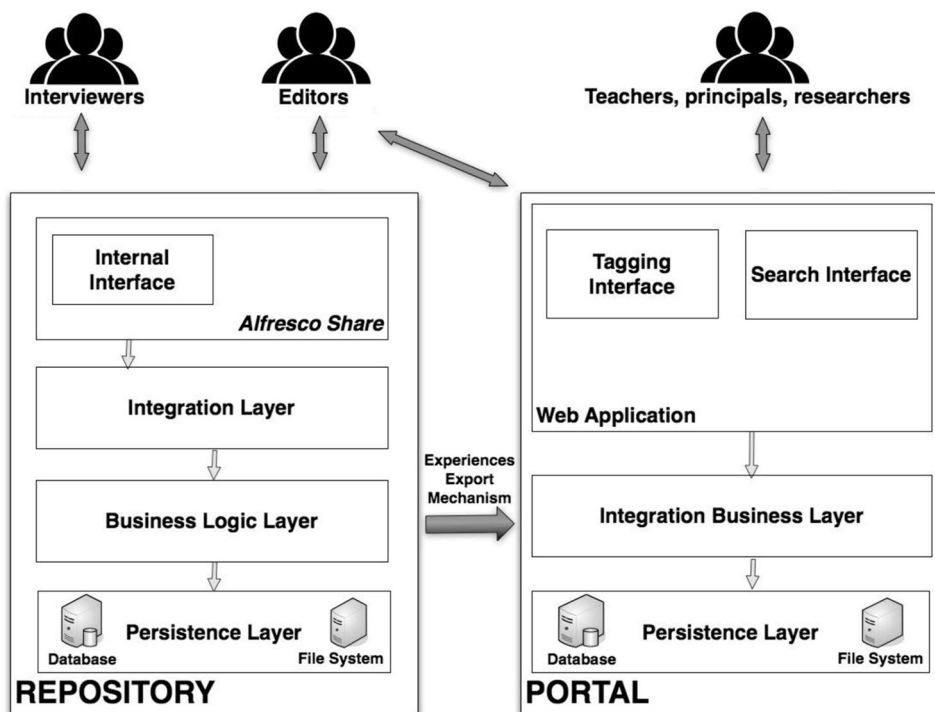 Interviewers
Editors
Teachers, principals, researchers
Internal
Interface
Alfresco Share
Integration Layer
Business Logic Layer
Persistence Layer
Database
File System
REPOSITORY
Experiences
Export
Mechanism
Tagging
Interface
Search Interface
Web Application
Integration Business Layer
Persistence Layer
Database
File System
PORTAL